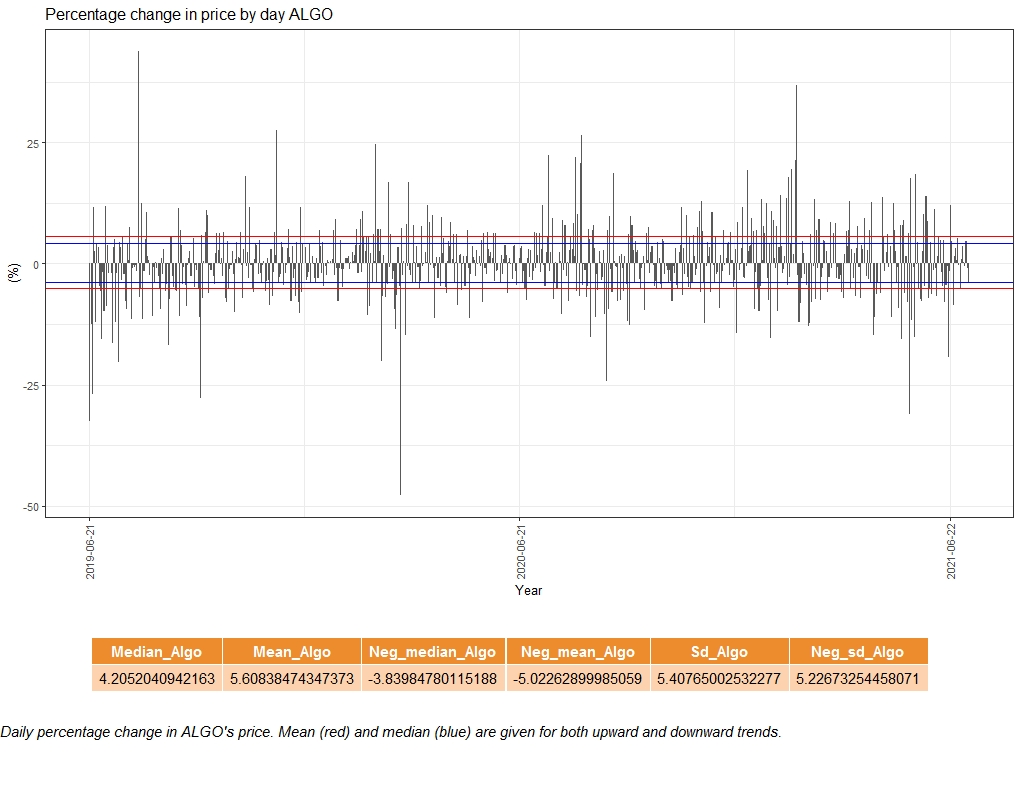 Percentage change in price by day ALGO
25
0
-25
-50
(%)
2019-06-21
2020-06-21
2021-06-22
Year
Median_Algo Mean_Algo Neg_median_Algo Neg_mean_Algo Sd_Algo Neg_sd_Algo
4.2052040942163 5.60838474347373 -3.83984780115188 -5.02262899985059 5.40765002532277 5.22673254458071
Daily percentage change in ALGO's price. Mean (red) and median (blue) are given for both upward and downward trends.